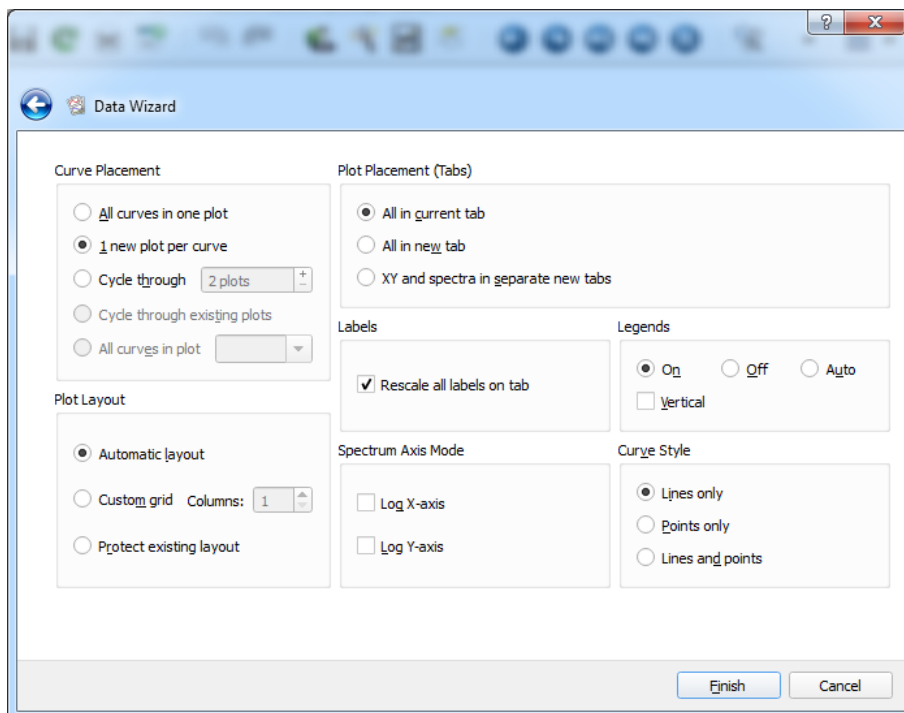 ?
Data Wizard
Curve Placement
All curves in one plot
1 new plot per curve
Cycle through 2 plots
Cycle through existing plots
All curves in plot
Plot Layout
Automatic layout
Custom grid Columns: 1
Protect existing layout
Plot Placement (Tabs)
All in current tab
All in new tab
XY and spectra in separate new tabs
Labels
Rescale all labels on tab
Legends
On Off Auto
Vertical
Spectrum Axis Mode
Log X-axis
Log Y-axis
Curve Style
Lines only
Points only
Lines and points
Finish Cancel